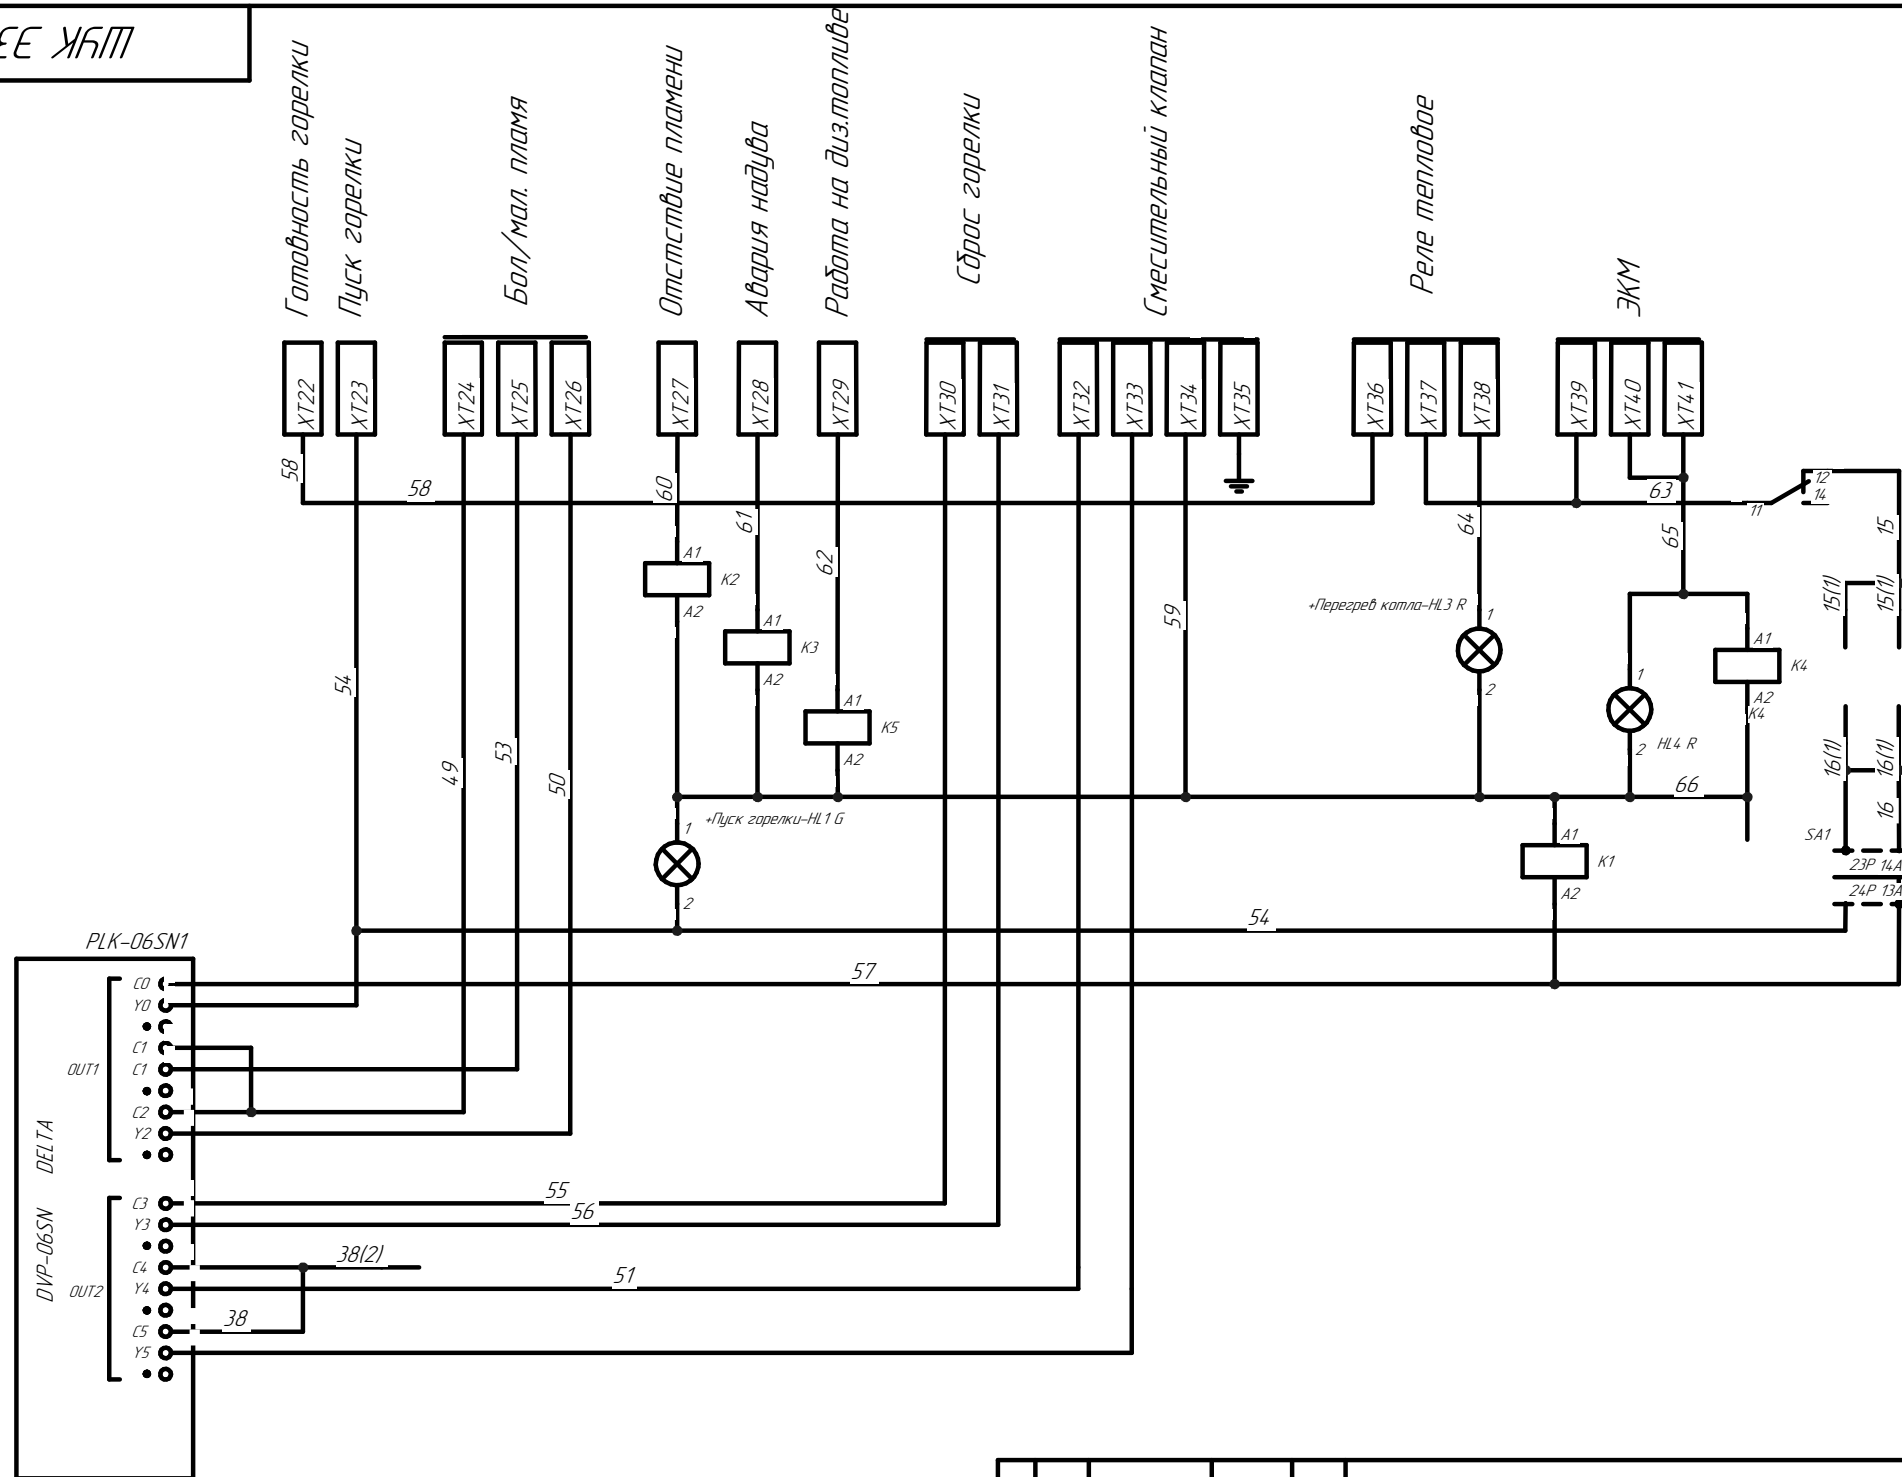 ШУК ЭЭ
Готовность горелки
Пуск горелки
Бол/мал. пламя
Отстствие пламени
Авария надува
Работа на диз.топливе
Сброс горелки
Смесительный клапан
Реле тепловое
ЭКМ
XT22
XT23
XT24
XT25
XT26
XT27
XT28
XT29
XT30
XT31
XT32
XT33
XT34
XT35
XT36
XT37
XT38
XT39
XT40
XT41
58
58
60
61
62
59
64
63
65
11
12
14
15
15(1)
15(1)
A1
K2
A2
A1
K3
A2
A1
K5
A2
+Перегрев котла-HL3 R
1
2
1
2
HL4 R
A1
K4
A2
K4
54
49
53
50
66
16(1)
16(1)
16
+Пуск горелки-HL1 G
1
2
A1
K1
A2
SA1
23P 14A
24P 13A
54
57
PLK-06SN1
C0
Y0
C1
C1
C2
Y2
OUT1
DVP-06SN DELTA
C3
Y3
C4
Y4
C5
Y5
OUT2
55
56
38(2)
51
38